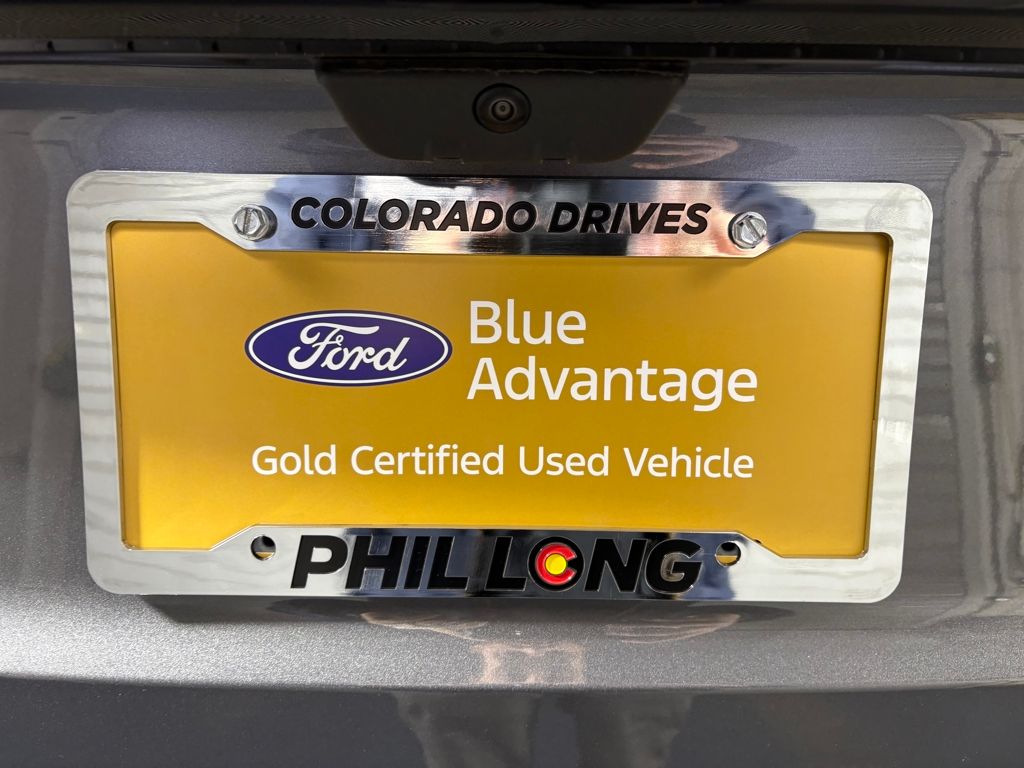 COLORADO DRIVES
Ford
Blue
Advantage
Gold Certified Used Vehicle
PHIL LONG